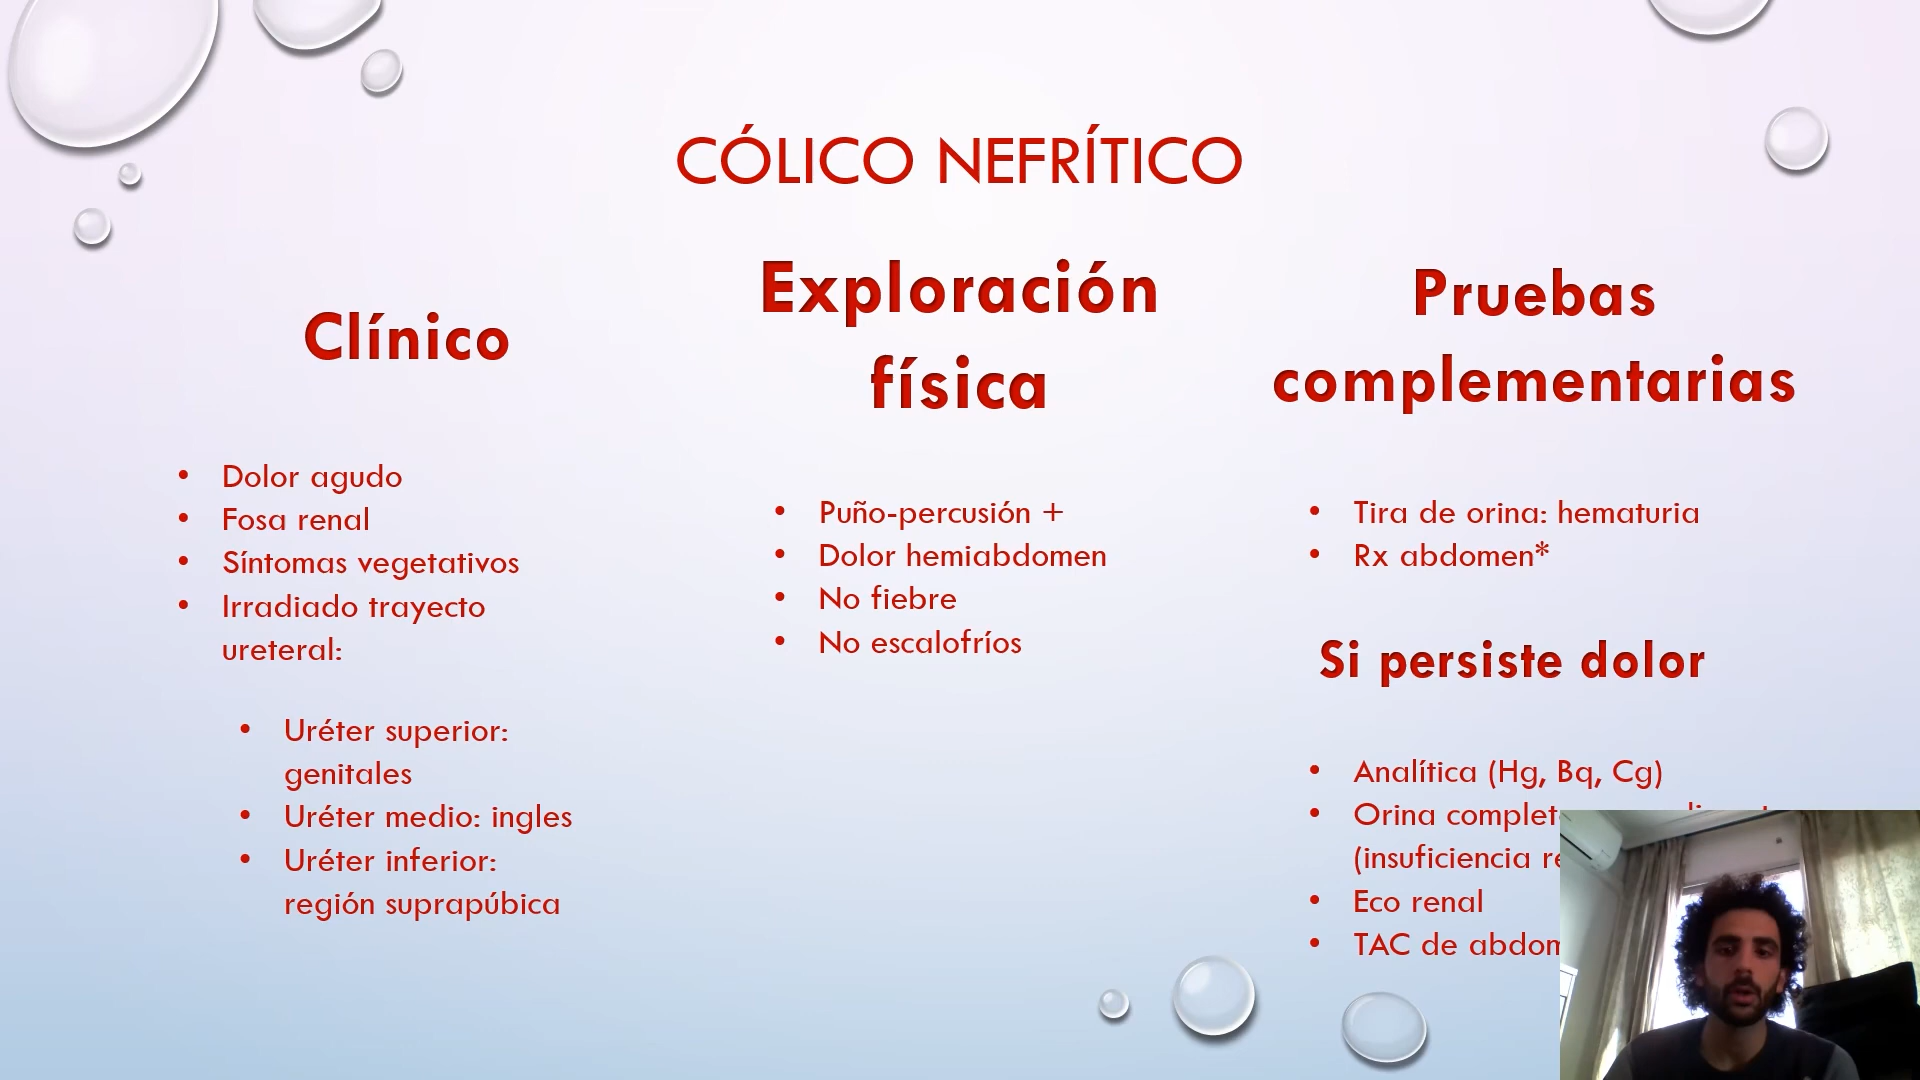 CÓLICO NEFRÍTICO
Clínico
• Dolor agudo
• Fosa renal
• Síntomas vegetativos
• Irradiado trayecto
ureteral:
• Uréter superior:
genitales
• Uréter medio: ingles
• Uréter inferior:
región suprapúbica
Exploración
física
• Puño-percusión +
• Dolor hemiabdomen
• No fiebre
• No escalofríos
Pruebas
complementarias
• Tira de orina: hematuria
• Rx abdomen*
Si persiste dolor
• Analítica (Hg, Bq, Cg)
• Orina
(insuficiencia
• Eco renal
• TAC de